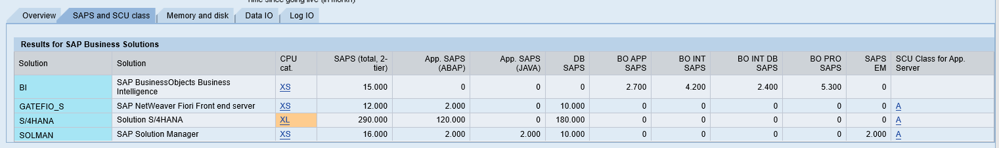 Time since going live (in month)
Overview SAPS and SCU class Memory and disk Data IO Log IO
Results for SAP Business Solutions
Solution Solution CPU cat. SAPS (total, 2-tier) App. SAPS (ABAP) App. SAPS (JAVA) DB SAPS BO APP SAPS BO INT SAPS BO INT DB SAPS BO PRO SAPS SAPS EM SCU Class for App. Server
BI SAP BusinessObjects Business Intelligence XS 15.000 0 0 0 2.700 4.200 2.400 5.300 0
GATEFIO_S SAP NetWeaver Fiori Front end server XS 12.000 2.000 0 10.000 0 0 0 0 0 A
S/4HANA Solution S/4HANA XL 290.000 120.000 0 180.000 0 0 0 0 0 A
SOLMAN SAP Solution Manager XS 16.000 2.000 2.000 10.000 0 0 0 0 2.000 A